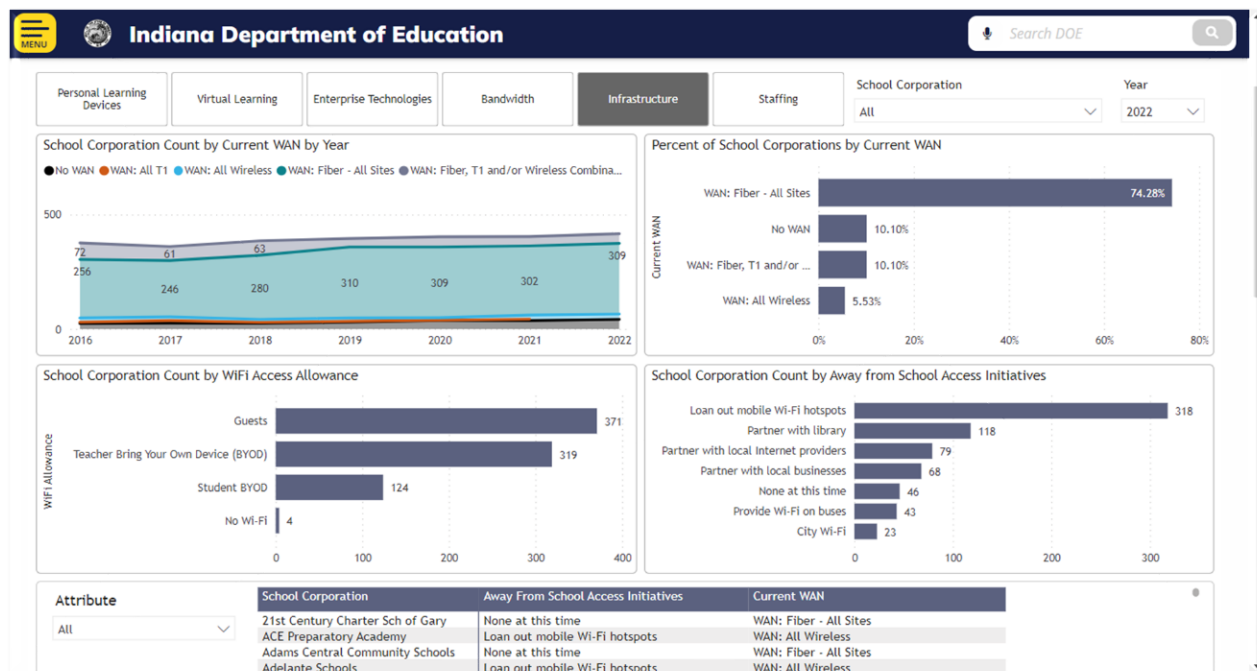 MENU
Indiana Department of Education
Search DOE
Personal Learning
Devices
Virtual Learning
Enterprise Technologies
Bandwidth
Infrastructure
Staffing
School Corporation
All
Year
2022
School Corporation Count by Current WAN by Year
No WAN WAN: All T1 WAN: All Wireless WAN: Fiber - All Sites WAN: Fiber, T1 and/or Wireless Combina...
500
0
72
61
63
256
246
280
310
309
302
309
2016 2017 2018 2019 2020 2021 2022
Percent of School Corporations by Current WAN
Current WAN
WAN: Fiber - All Sites 74.28%
No WAN 10.10%
WAN: Fiber, T1 and/or ... 10.10%
WAN: All Wireless 5.53%
0% 20% 40% 60% 80%
School Corporation Count by WiFi Access Allowance
WiFi Allowance
Guests 371
Teacher Bring Your Own Device (BYOD) 319
Student BYOD 124
No Wi-Fi 4
0 100 200 300 400
School Corporation Count by Away from School Access Initiatives
Loan out mobile Wi-Fi hotspots 318
Partner with library 118
Partner with local Internet providers 79
Partner with local businesses 68
None at this time 46
Provide Wi-Fi on buses 43
City Wi-Fi 23
0 100 200 300
Attribute
All
School Corporation Away From School Access Initiatives Current WAN
21st Century Charter Sch of Gary None at this time WAN: Fiber - All Sites
ACE Preparatory Academy Loan out mobile Wi-Fi hotspots WAN: All Wireless
Adams Central Community Schools None at this time WAN: Fiber - All Sites
Adelante Schools Loan out mobile Wi-Fi hotspots WAN: All Wireless